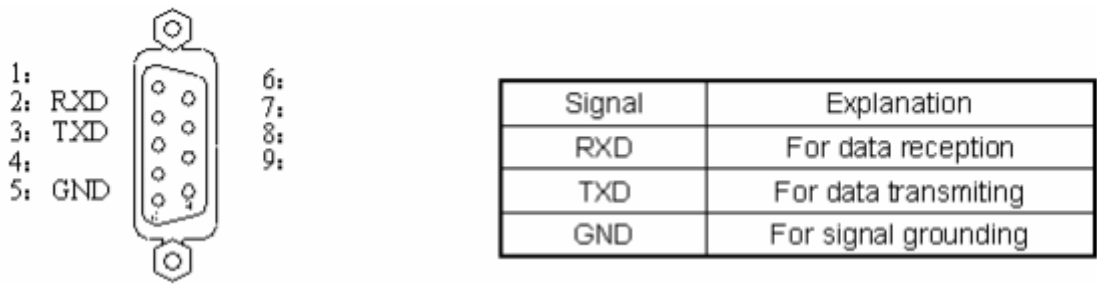 1:
2: RXD
3: TXD
4:
5: GND
6:
7:
8:
9:
Signal Explanation
RXD For data reception
TXD For data transmiting
GND For signal grounding